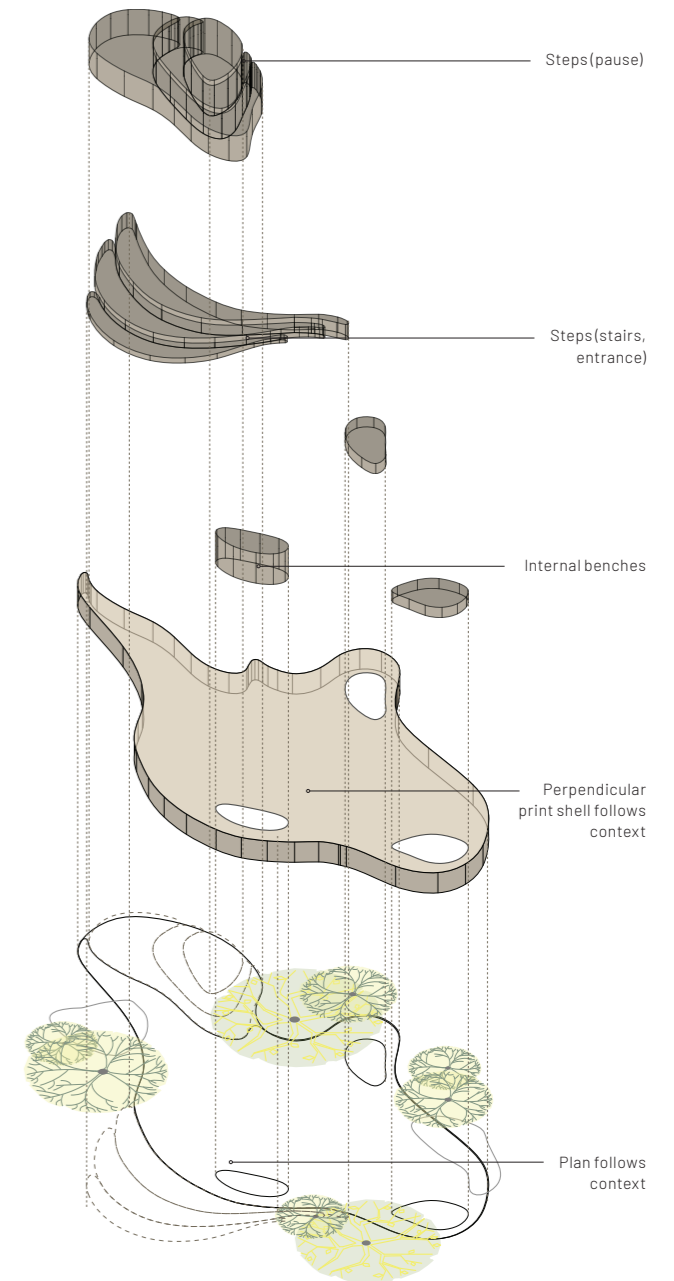 Steps (pause)
Steps (stairs,
entrance)
Internal benches
Perpendicular
print shell follows
context
Plan follows
context